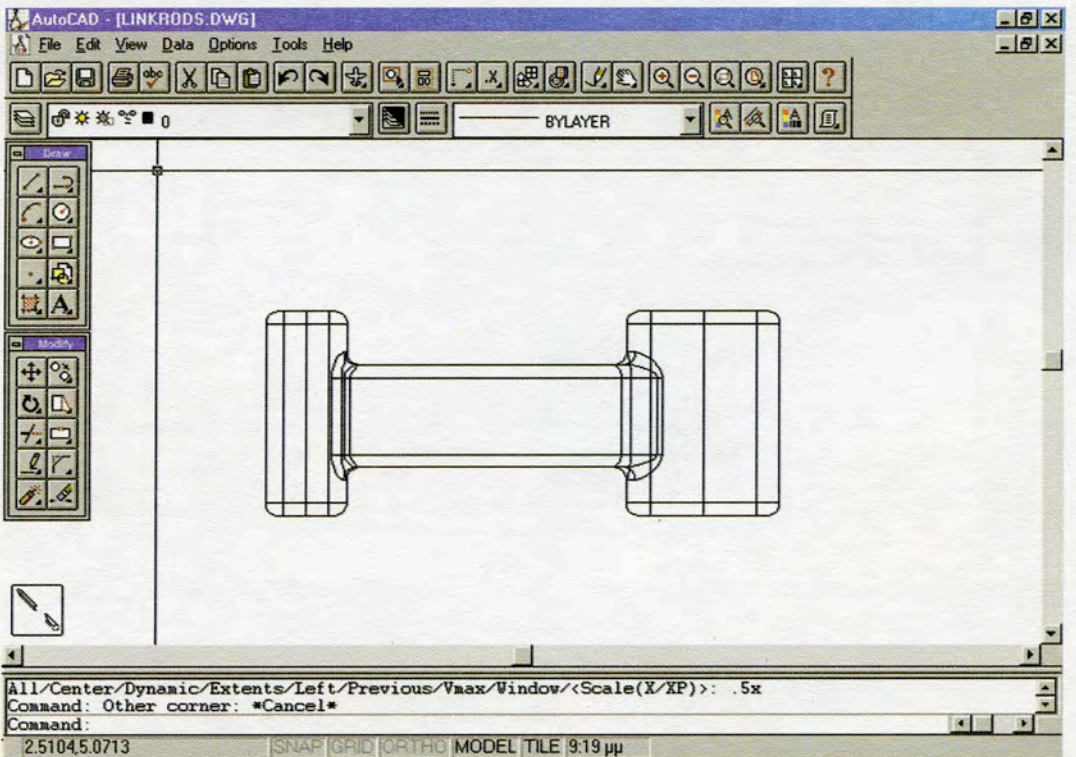 AutoCAD - [LINKRODS.DWG]
File Edit View Data Options Tools Help
abc .X. ?
0 BYLAYER
Draw
A
Modify
All/Center/Dynamic/Extents/Left/Previous/Vmax/Window/<Scale(X/XP)>: .5x
Command: Other corner: *Cancel*
Command:
2.5104,5.0713 SNAP GRID ORTHO MODEL TILE 9:19 μμ